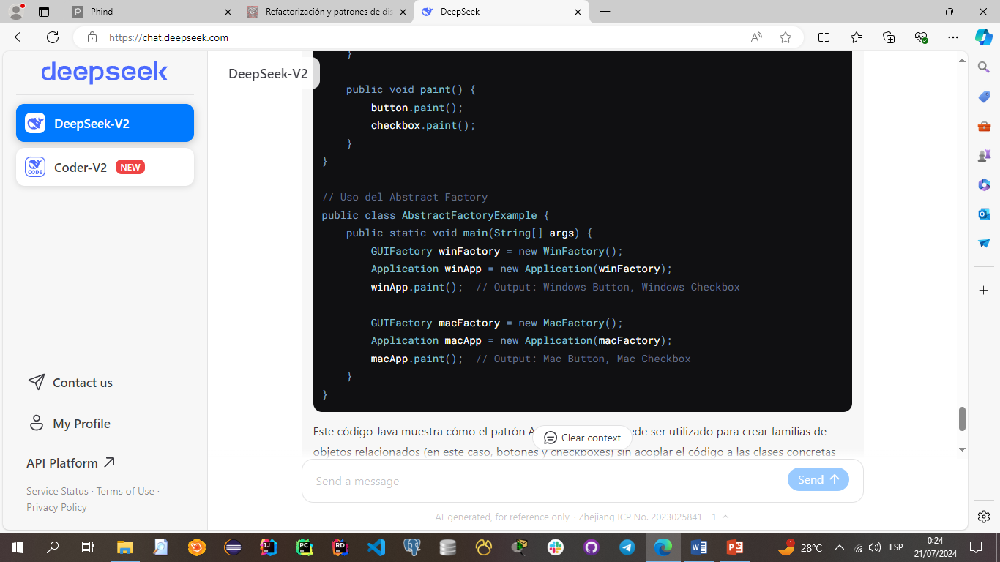 Phind
Refactorización y patrones de dis
DeepSeek
https://chat.deepseek.com
deepseek
DeepSeek-V2
CODE
Coder-V2 NEW
Contact us
My Profile
API Platform
Service Status · Terms of Use ·
Privacy Policy
DeepSeek-V2
}
public void paint() {
button.paint();
checkbox.paint();
}
}
// Uso del Abstract Factory
public class AbstractFactoryExample {
public static void main(String[] args) {
GUIFactory winFactory = new WinFactory();
Application winApp = new Application(winFactory);
winApp.paint();  // Output: Windows Button, Windows Checkbox
GUIFactory macFactory = new MacFactory();
Application macApp = new Application(macFactory);
macApp.paint();  // Output: Mac Button, Mac Checkbox
}
}
Este código Java muestra cómo el patrón A
ede ser utilizado para crear familias de
Clear context
objetos relacionados (en este caso, botones y checkboxes) sin acoplar el código a las clases concretas
Send a message
Send
AI-generated, for reference only · Zhejiang ICP No. 2023025841 - 1
1
28°C
ESP
0:24
21/07/2024